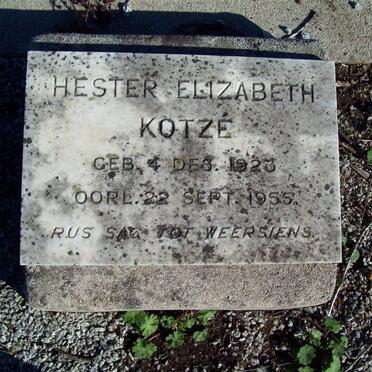 HESTER ELIZABETH
KOTZÉ
GEB. 4 DES. 1923
OORL. 22 SEPT. 1955.
RUS SAG TOT WEERSIENS.